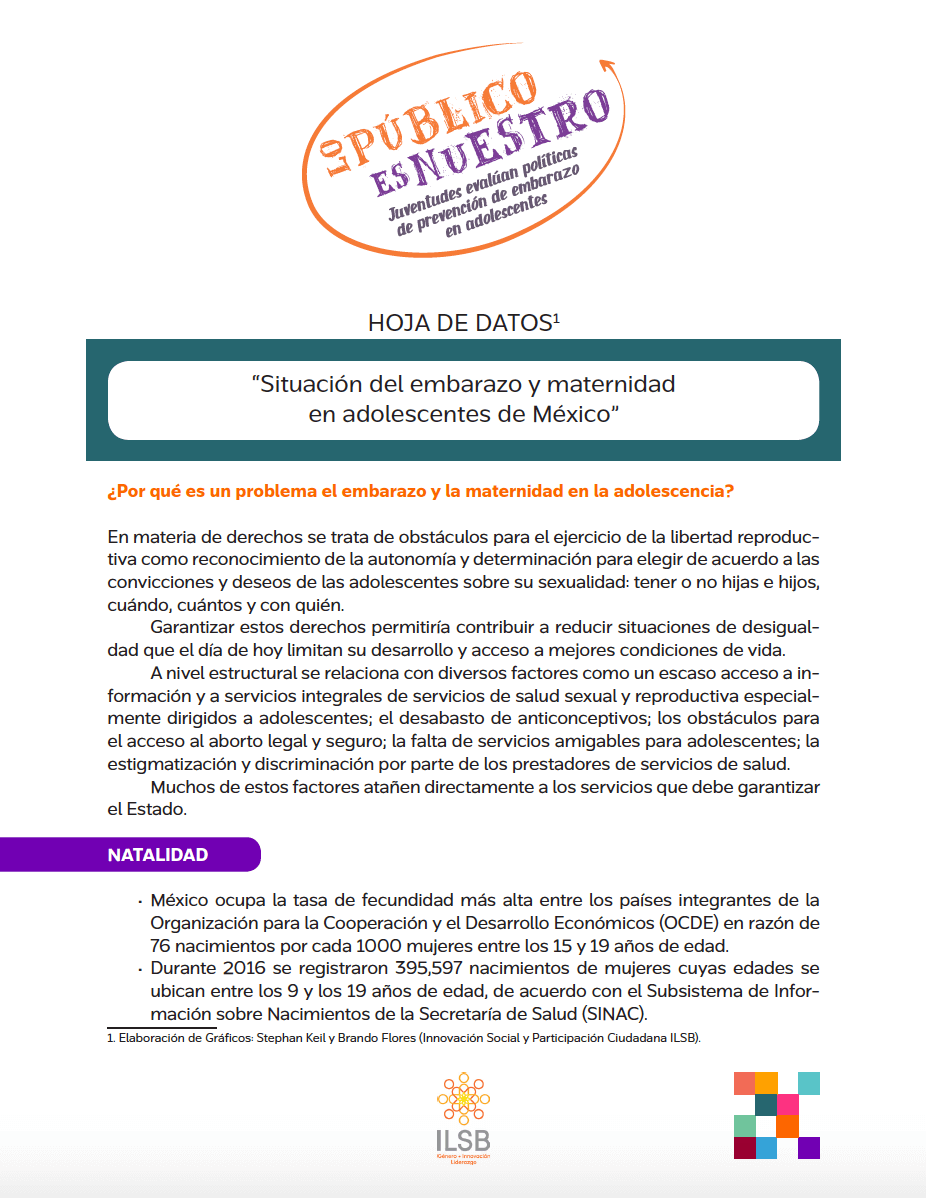 LO PÚBLICO
ES NUESTRO
Juventudes evalúan políticas
de prevención de embarazo
en adolescentes
HOJA DE DATOS¹
“Situación del embarazo y maternidad
en adolescentes de México”
¿Por qué es un problema el embarazo y la maternidad en la adolescencia?
En materia de derechos se trata de obstáculos para el ejercicio de la libertad reproduc-
tiva como reconocimiento de la autonomía y determinación para elegir de acuerdo a las
convicciones y deseos de las adolescentes sobre su sexualidad: tener o no hijas e hijos,
cuándo, cuántos y con quién.
Garantizar estos derechos permitiría contribuir a reducir situaciones de desigual-
dad que el día de hoy limitan su desarrollo y acceso a mejores condiciones de vida.
A nivel estructural se relaciona con diversos factores como un escaso acceso a in-
formación y a servicios integrales de servicios de salud sexual y reproductiva especial-
mente dirigidos a adolescentes; el desabasto de anticonceptivos; los obstáculos para
el acceso al aborto legal y seguro; la falta de servicios amigables para adolescentes; la
estigmatización y discriminación por parte de los prestadores de servicios de salud.
Muchos de estos factores atañen directamente a los servicios que debe garantizar
el Estado.
NATALIDAD
· México ocupa la tasa de fecundidad más alta entre los países integrantes de la
Organización para la Cooperación y el Desarrollo Económicos (OCDE) en razón de
76 nacimientos por cada 1000 mujeres entre los 15 y 19 años de edad.
· Durante 2016 se registraron 395,597 nacimientos de mujeres cuyas edades se
ubican entre los 9 y los 19 años de edad, de acuerdo con el Subsistema de Infor-
mación sobre Nacimientos de la Secretaría de Salud (SINAC).
1. Elaboración de Gráficos: Stephan Keil y Brando Flores (Innovación Social y Participación Ciudadana ILSB).
ILSB
Género + Innovación
Liderazgo